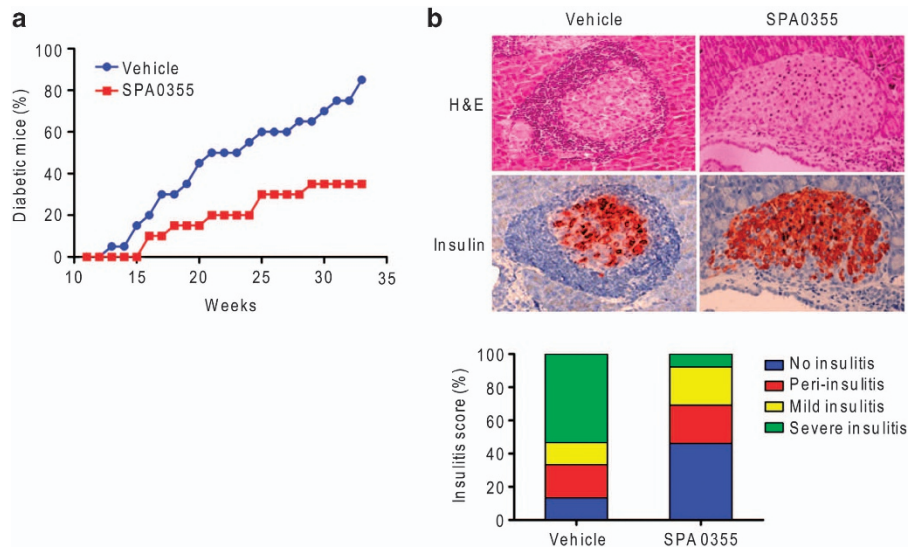 a
100
80
60
40
20
0
Diabetic mice (%)
Vehicle
SPA0355
10 15 20 25 30 35
Weeks
b
Vehicle SPA0355
H&E
Insulin
100
80
60
40
20
0
Insulitis score (%)
No insulitis
Peri-insulitis
Mild insulitis
Severe insulitis
Vehicle SPA0355